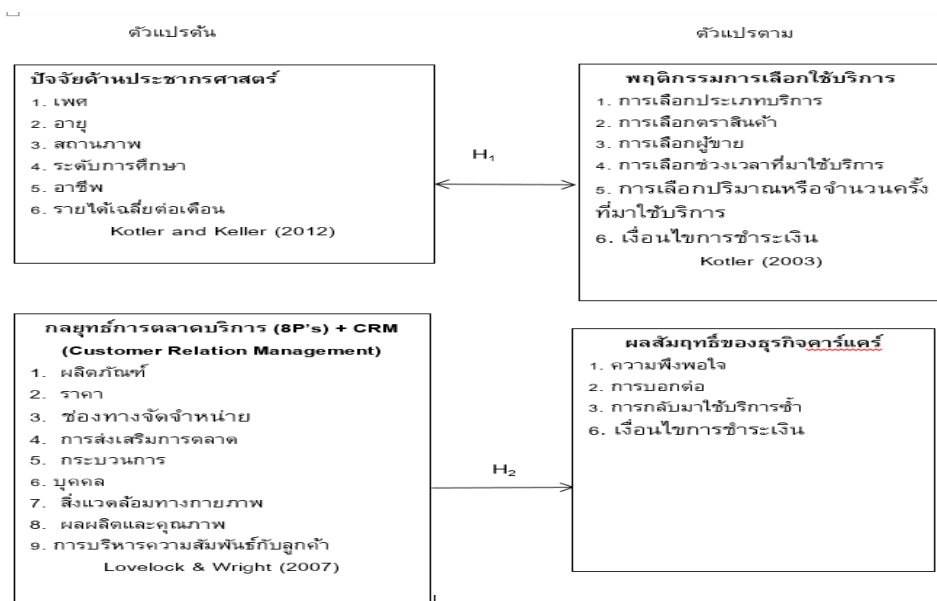 ตัวแปรต้น
ตัวแปรตาม
ปัจจัยด้านประชากรศาสตร์
1. เพศ
2. อายุ
3. สถานภาพ
4. ระดับการศึกษา
5. อาชีพ
6. รายได้เฉลี่ยต่อเดือน
Kotler and Keller (2012)
H₁
พฤติกรรมการเลือกใช้บริการ
1. การเลือกประเภทบริการ
2. การเลือกตราสินค้า
3. การเลือกผู้ขาย
4. การเลือกช่วงเวลาที่มาใช้บริการ
5. การเลือกปริมาณหรือจำนวนครั้ง
ที่มาใช้บริการ
6. เงื่อนไขการชำระเงิน
Kotler (2003)
กลยุทธ์การตลาดบริการ (8P's) + CRM
(Customer Relation Management)
1. ผลิตภัณฑ์
2. ราคา
3. ช่องทางจัดจำหน่าย
4. การส่งเสริมการตลาด
5. กระบวนการ
6. บุคคล
7. สิ่งแวดล้อมทางกายภาพ
8. ผลผลิตและคุณภาพ
9. การบริหารความสัมพันธ์กับลูกค้า
Lovelock & Wright (2007)
H₂
ผลสัมฤทธิ์ของธุรกิจคาร์แคร์
1. ความพึงพอใจ
2. การบอกต่อ
3. การกลับมาใช้บริการซ้ำ
6. เงื่อนไขการชำระเงิน